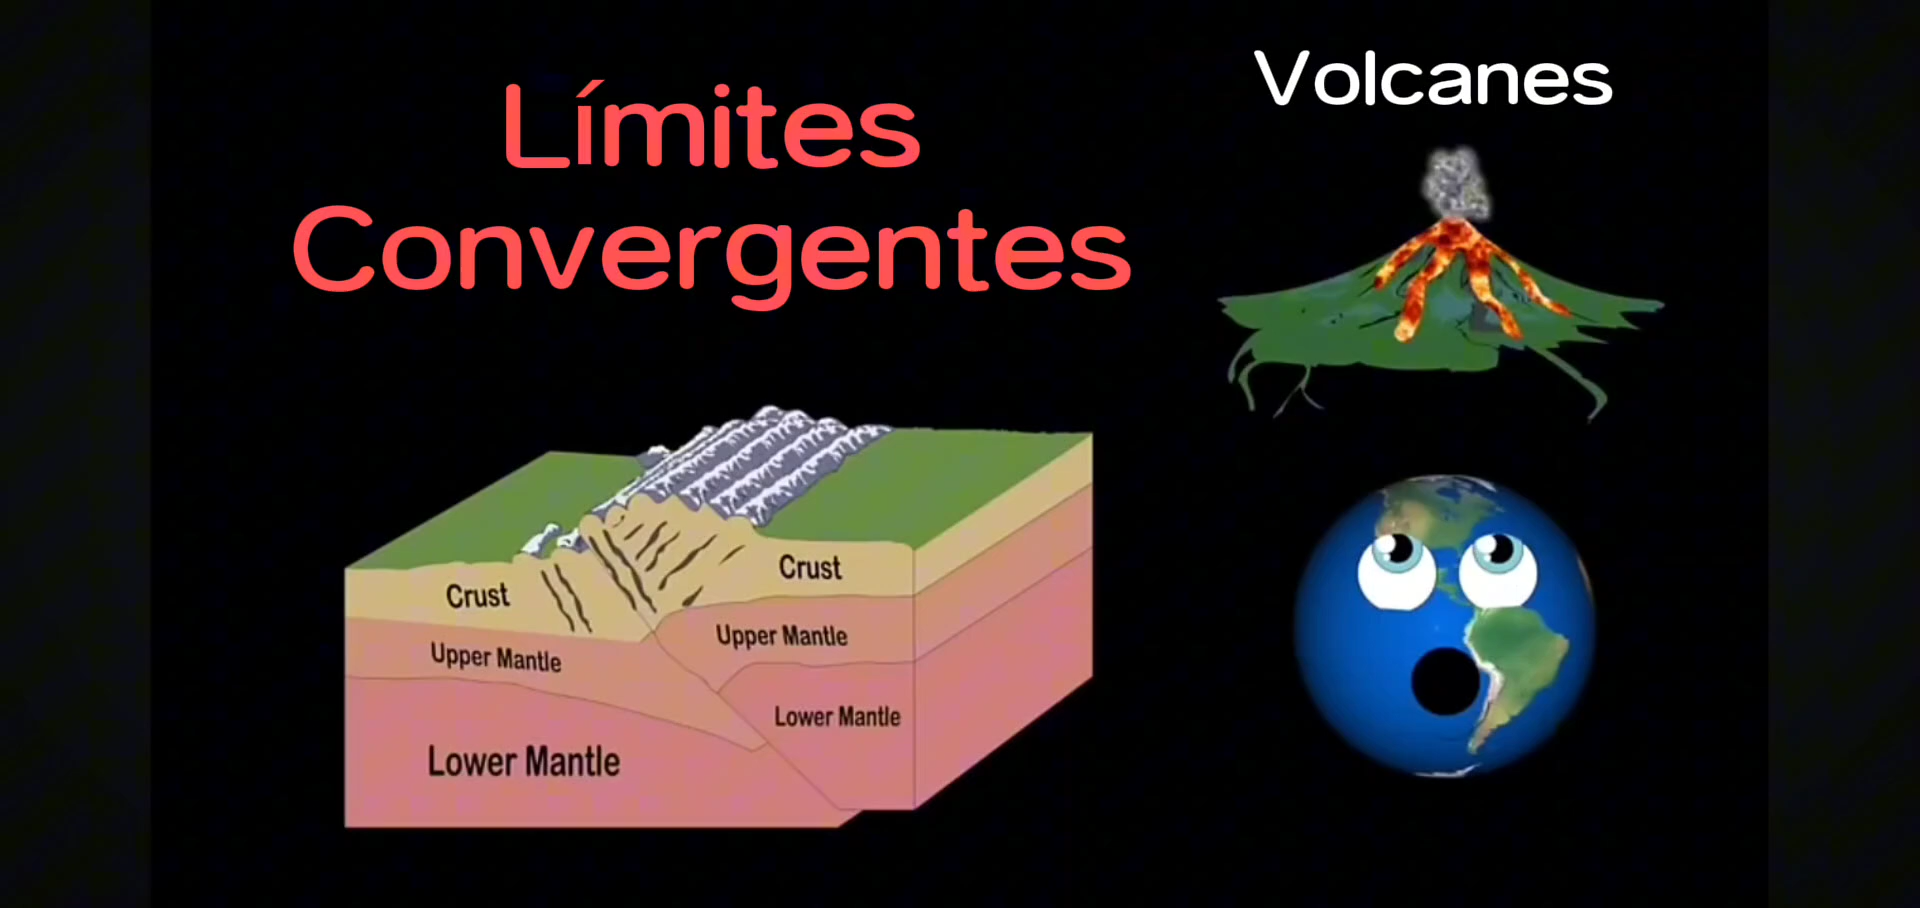 Límites
Convergentes
Volcanes
Crust
Crust
Upper Mantle
Upper Mantle
Lower Mantle
Lower Mantle